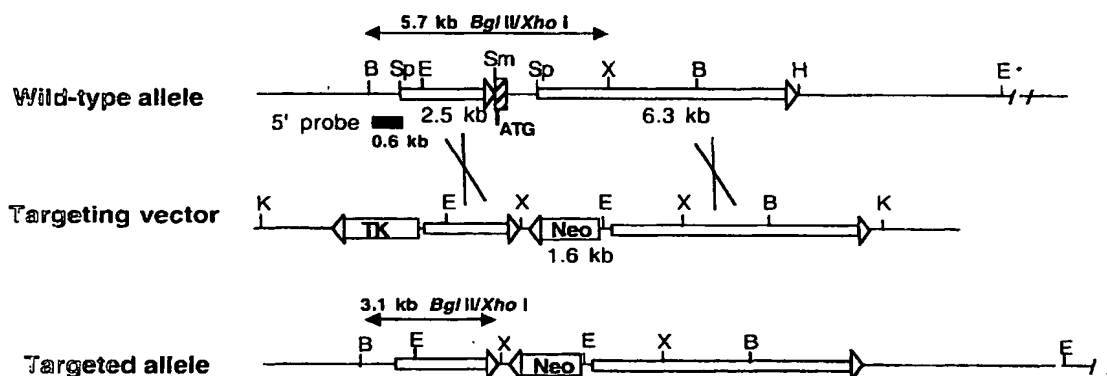 5.7 kb Bgl II/Xho I
B Sp E Sm Sp X B H E
Wild-type allele
2.5 kb 6.3 kb
5' probe
ATG
0.6 kb
K E X E X B K
Targeting vector
TK Neo
1.6 kb
3.1 kb Bgl II/Xho I
B E X E X B E
Targeted allele
Neo